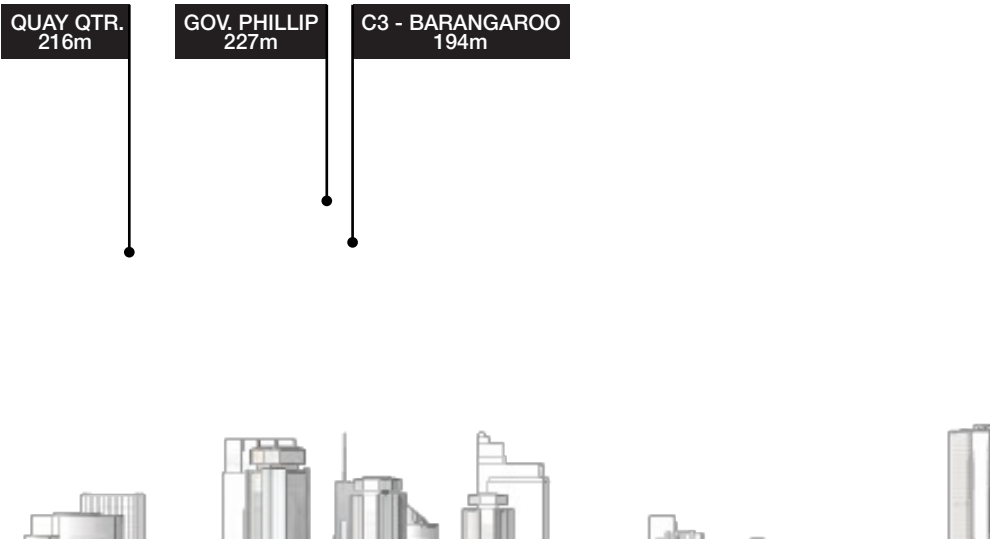 QUAY QTR.
216m
GOV. PHILLIP
227m
C3 - BARANGAROO
194m